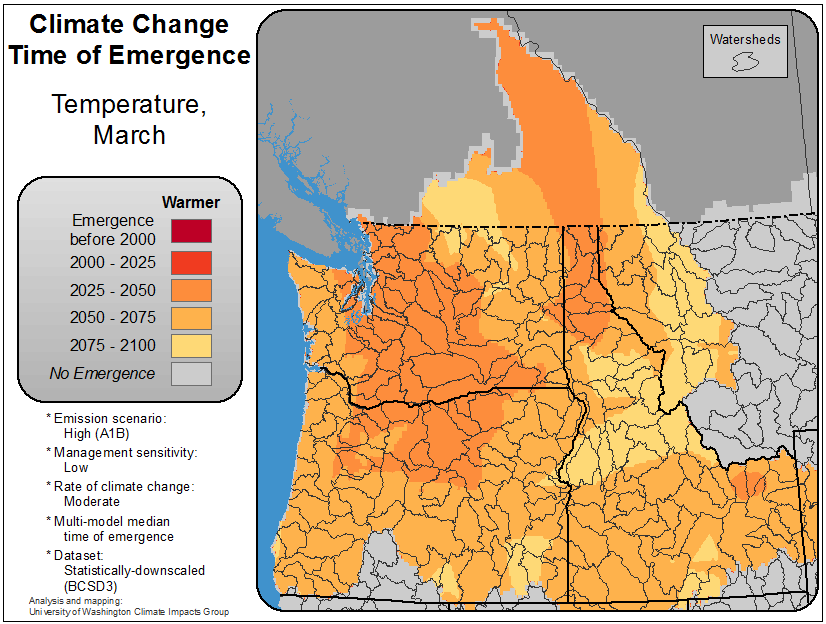 Climate Change
Time of Emergence
Temperature,
March
Warmer
Emergence
before 2000
2000 - 2025
2025 - 2050
2050 - 2075
2075 - 2100
No Emergence
* Emission scenario:
High (A1B)
* Management sensitivity:
Low
* Rate of climate change:
Moderate
* Multi-model median
time of emergence
* Dataset:
Statistically-downscaled
(BCSD3)
Analysis and mapping:
University of Washington Climate Impacts Group
Watersheds